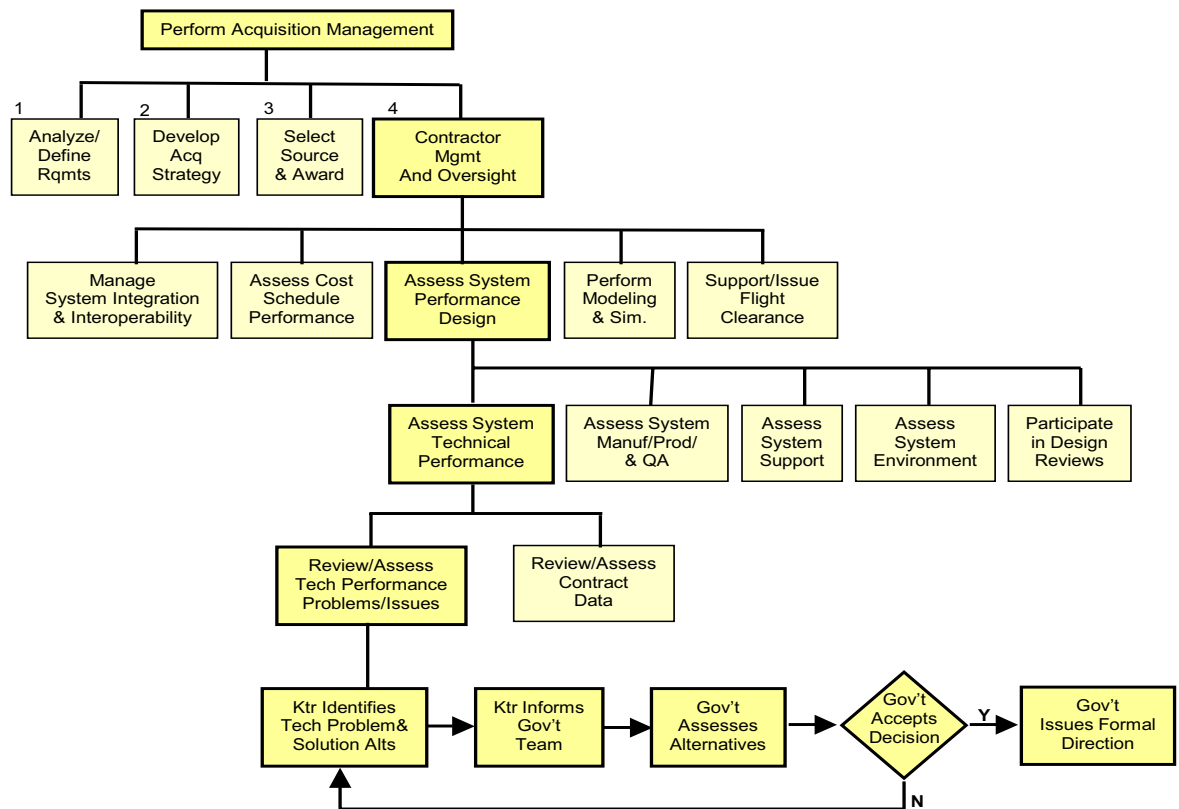 Perform Acquisition Management
1
Analyze/
Define
Rqmts
2
Develop
Acq
Strategy
3
Select
Source
& Award
4
Contractor
Mgmt
And Oversight
Manage
System Integration
& Interoperability
Assess Cost
Schedule
Performance
Assess System
Performance
Design
Perform
Modeling
& Sim.
Support/Issue
Flight
Clearance
Assess System
Technical
Performance
Assess System
Manuf/Prod/
& QA
Assess
System
Support
Assess
System
Environment
Participate
in Design
Reviews
Review/Assess
Tech Performance
Problems/Issues
Review/Assess
Contract
Data
Ktr Identifies
Tech Problem&
Solution Alts
Ktr Informs
Gov't
Team
Gov't
Assesses
Alternatives
Gov't
Accepts
Decision
Y
Gov't
Issues Formal
Direction
N